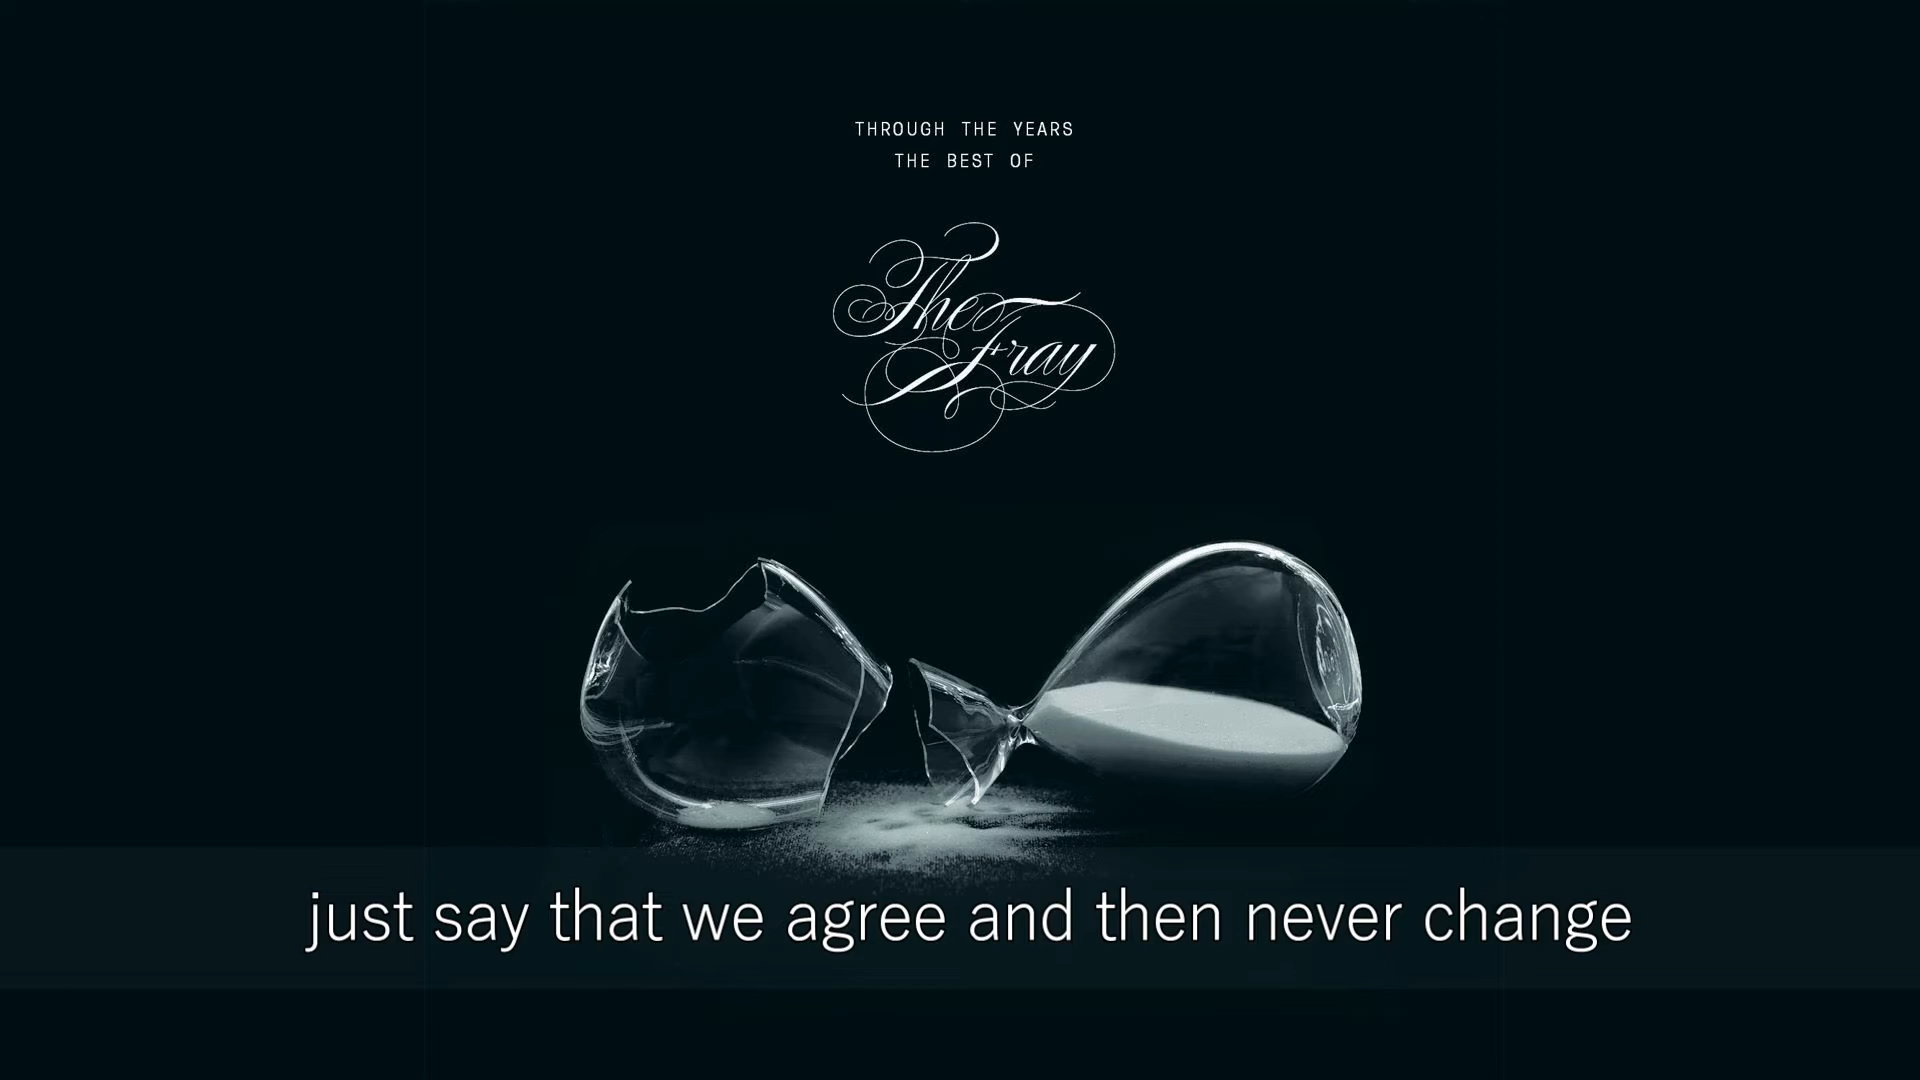 THROUGH THE YEARS
THE BEST OF
The
Fray
just say that we agree and then never change